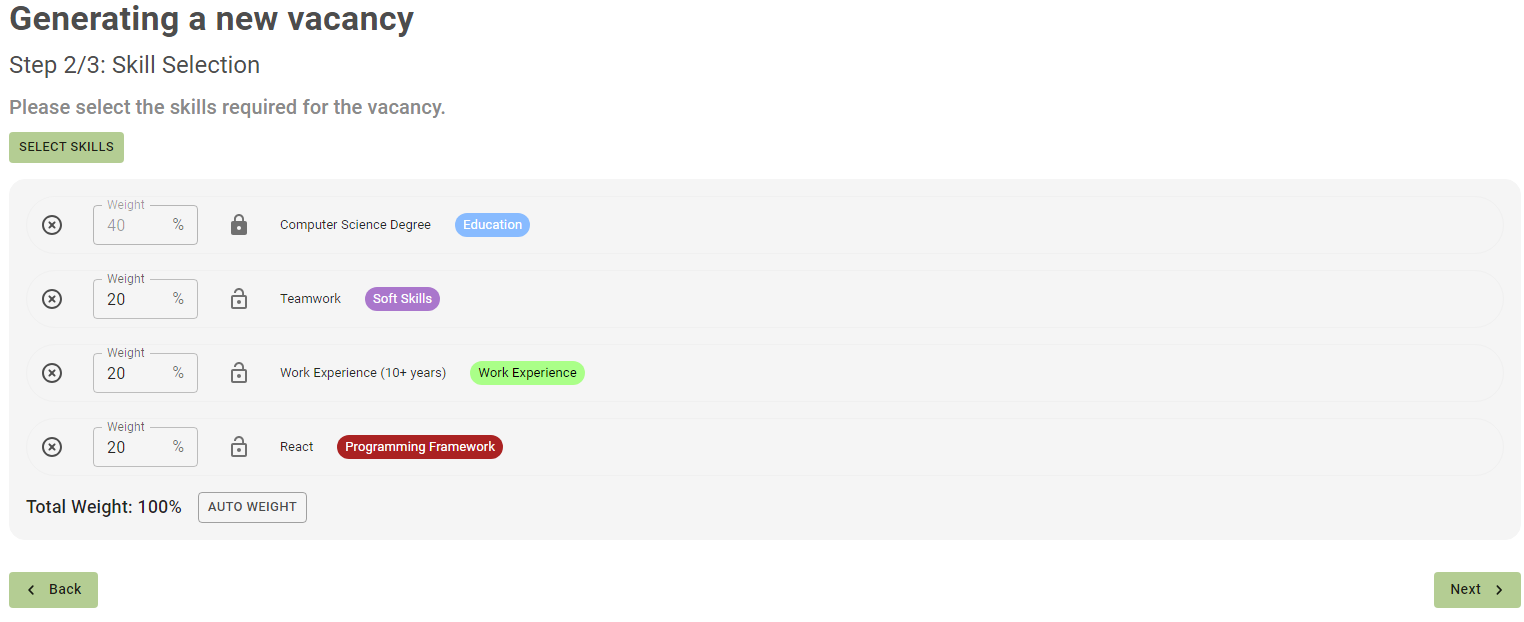 Generating a new vacancy
Step 2/3: Skill Selection
Please select the skills required for the vacancy.
SELECT SKILLS
Weight
40 %
Computer Science Degree Education
Weight
20 %
Teamwork Soft Skills
Weight
20 %
Work Experience (10+ years) Work Experience
Weight
20 %
React Programming Framework
Total Weight: 100% AUTO WEIGHT
Back
Next